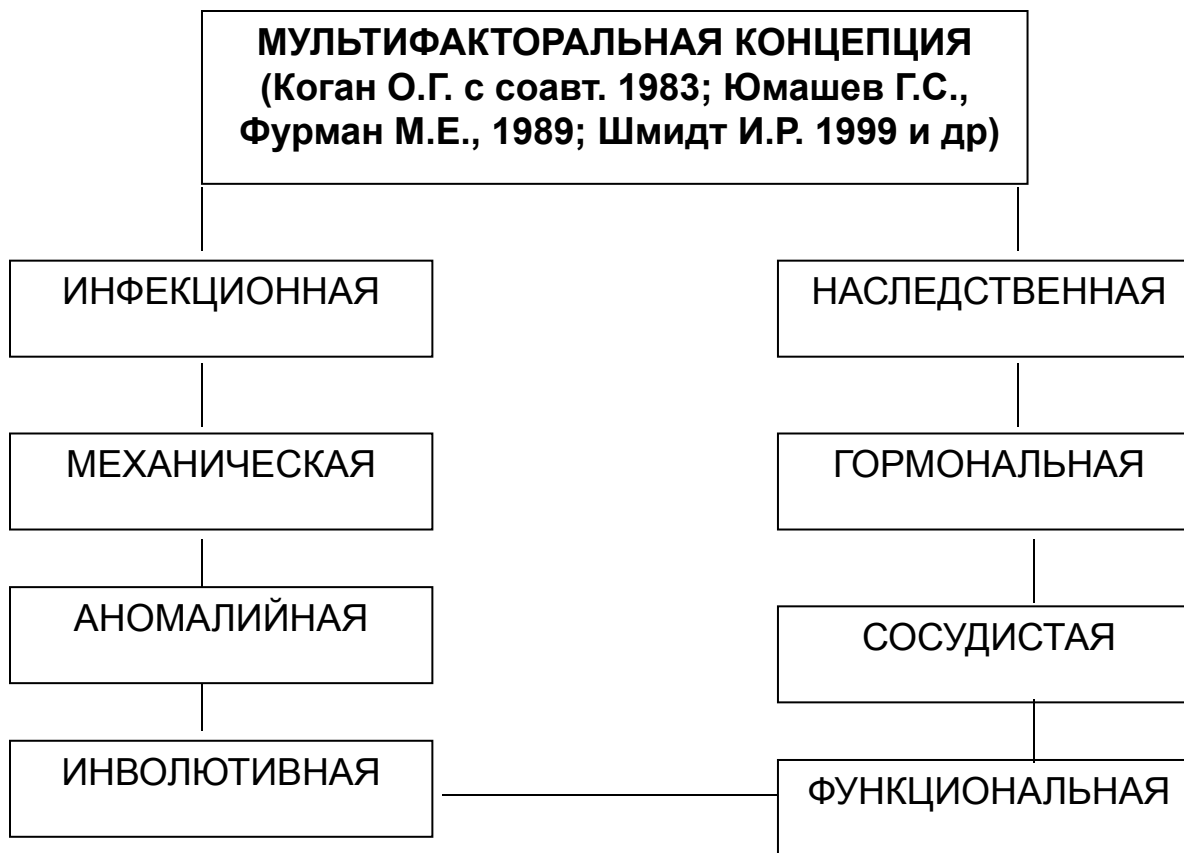 МУЛЬТИФАКТОРАЛЬНАЯ КОНЦЕПЦИЯ
(Коган О.Г. с соавт. 1983; Юмашев Г.С.,
Фурман М.Е., 1989; Шмидт И.Р. 1999 и др)
ИНФЕКЦИОННАЯ
НАСЛЕДСТВЕННАЯ
МЕХАНИЧЕСКАЯ
ГОРМОНАЛЬНАЯ
АНОМАЛИЙНАЯ
СОСУДИСТАЯ
ИНВОЛЮТИВНАЯ
ФУНКЦИОНАЛЬНАЯ